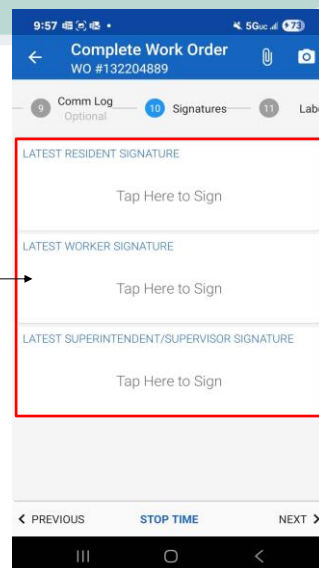 9:57
5Guc 73
Complete Work Order
WO #132204889
9 Comm Log 10 Signatures 11 Lab
Optional
LATEST RESIDENT SIGNATURE
Tap Here to Sign
LATEST WORKER SIGNATURE
Tap Here to Sign
LATEST SUPERINTENDENT/SUPERVISOR SIGNATURE
Tap Here to Sign
PREVIOUS STOP TIME NEXT